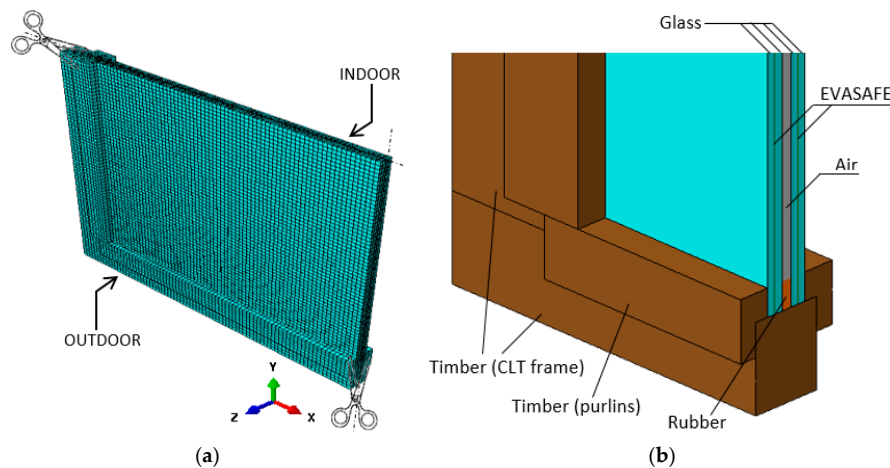 INDOOR
OUTDOOR
Y
Z
X
(a)
Glass
EVASAFE
Air
Timber (CLT frame)
Timber (purlins)
Rubber
(b)